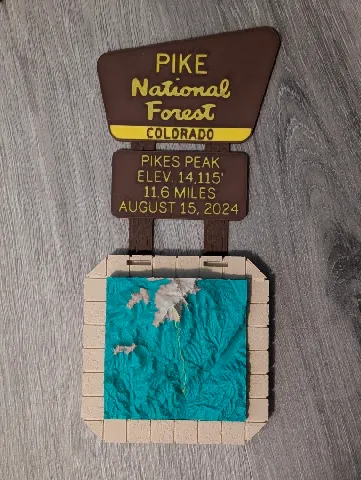 PIKE
National
Forest
COLORADO
PIKES PEAK
ELEV. 14,115'
11.6 MILES
AUGUST 15, 2024